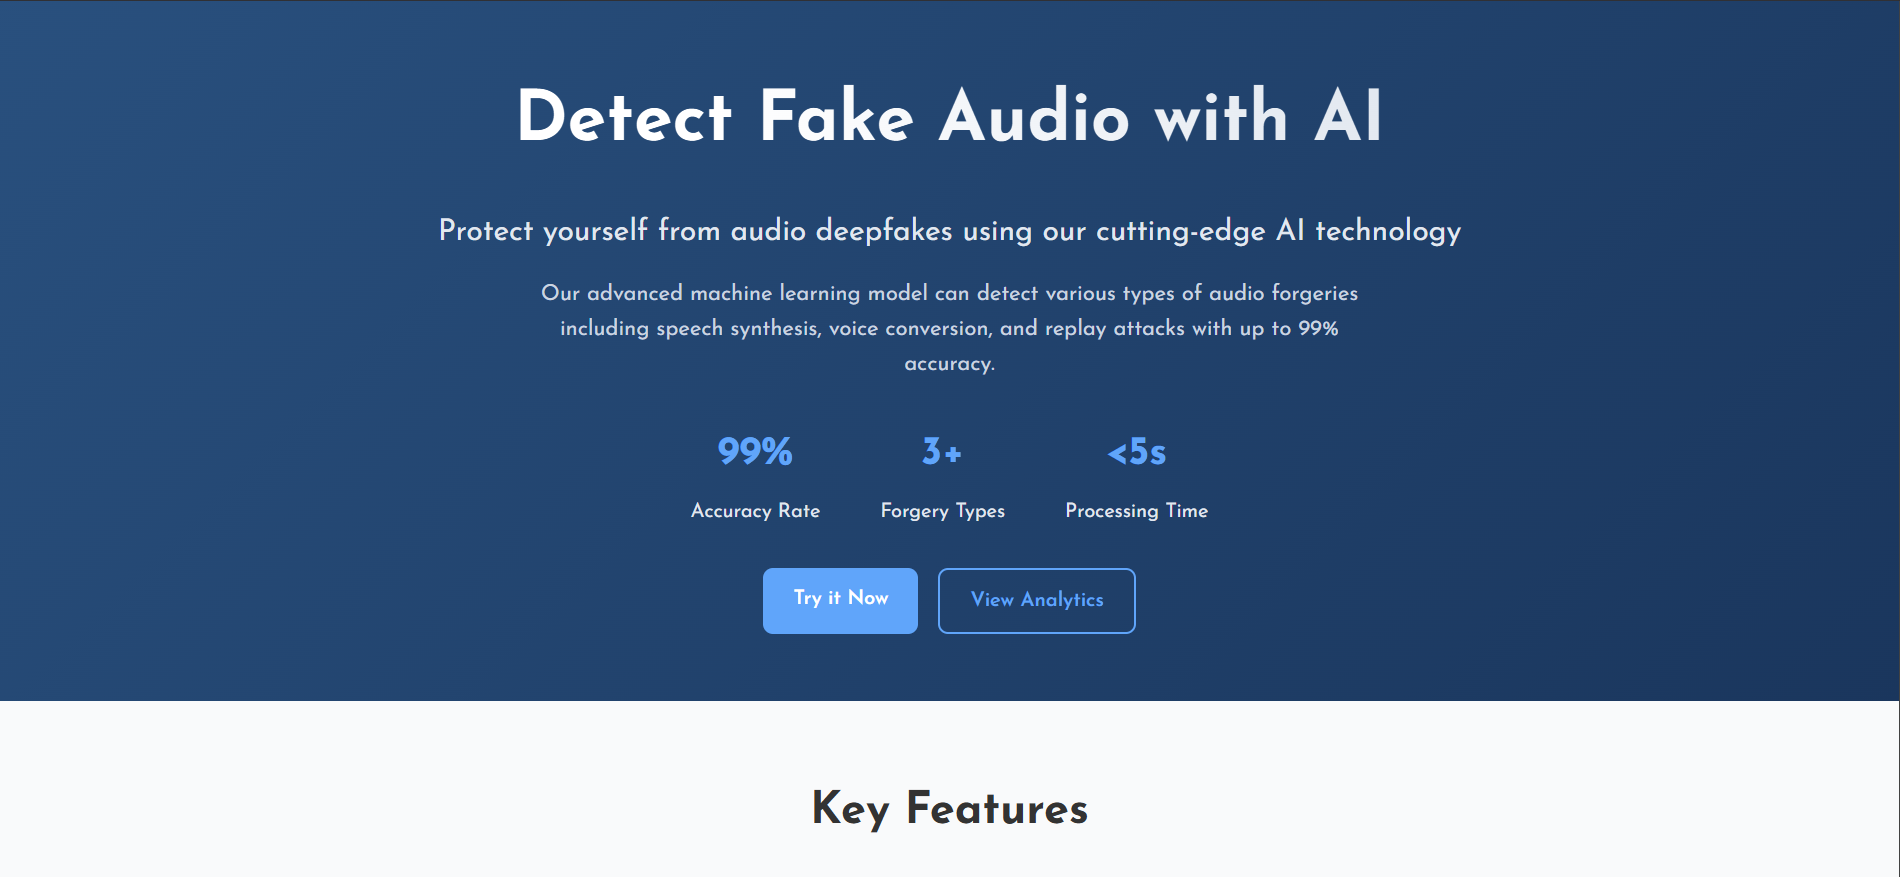 Detect Fake Audio with AI
Protect yourself from audio deepfakes using our cutting-edge AI technology
Our advanced machine learning model can detect various types of audio forgeries
including speech synthesis, voice conversion, and replay attacks with up to 99%
accuracy.
99%
Accuracy Rate
3+
Forgery Types
<5s
Processing Time
Try it Now
View Analytics
Key Features